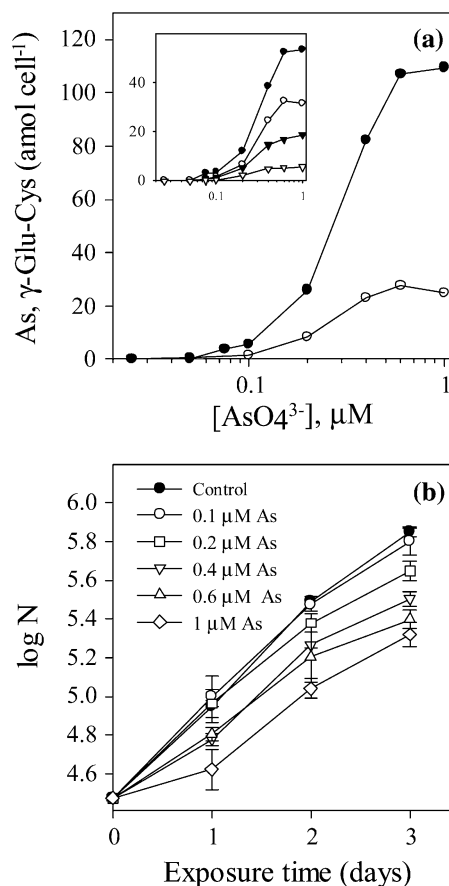 (a)
As, γ-Glu-Cys (amol cell⁻¹)
120
100
80
60
40
20
0
40
20
0
0.1
1
0.1
1
[AsO4³⁻], μM
(b)
log N
6.0
5.8
5.6
5.4
5.2
5.0
4.8
4.6
Control
0.1 μM As
0.2 μM As
0.4 μM As
0.6 μM As
1 μM As
0
1
2
3
Exposure time (days)